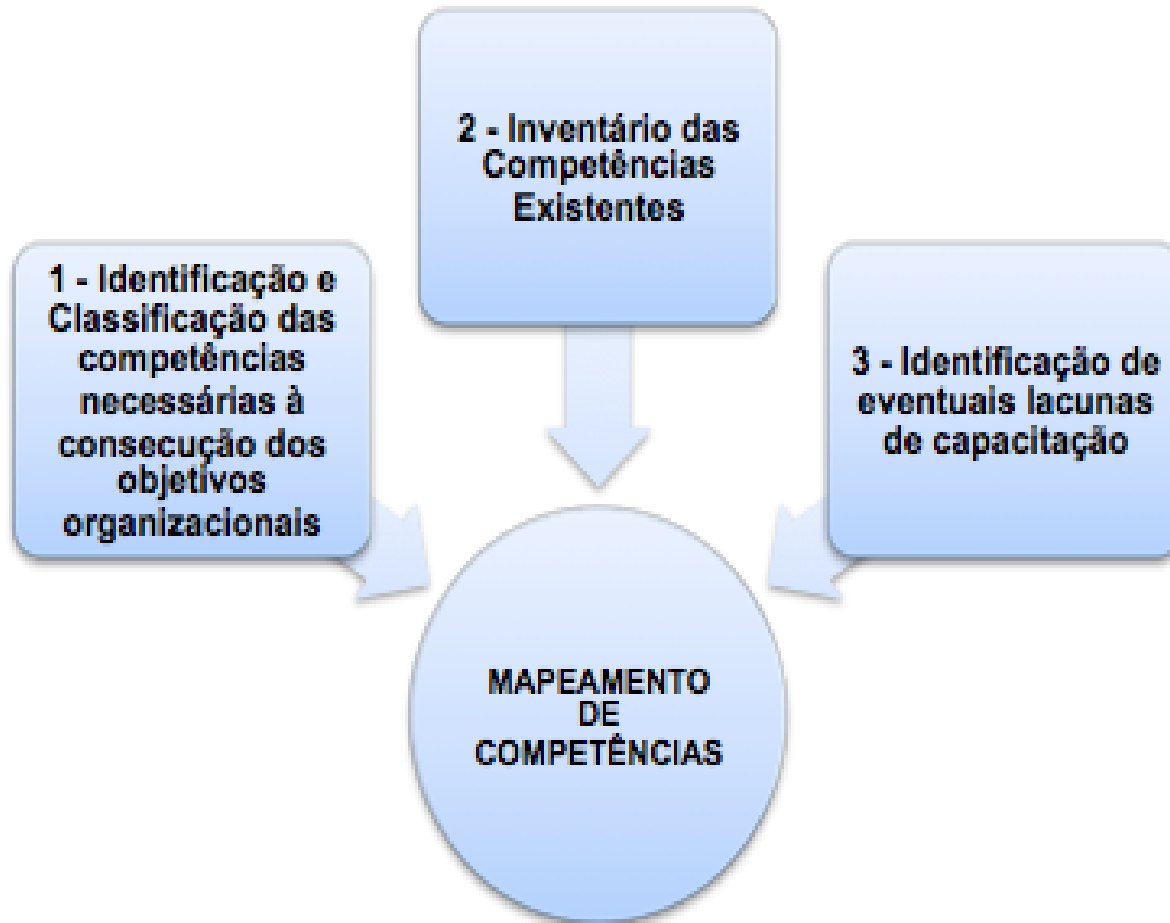 1 - Identificação e
Classificação das
competências
necessárias à
consecução dos
objetivos
organizacionais
2 - Inventário das
Competências
Existentes
3 - Identificação de
eventuais lacunas
de capacitação
MAPEAMENTO
DE
COMPETÊNCIAS